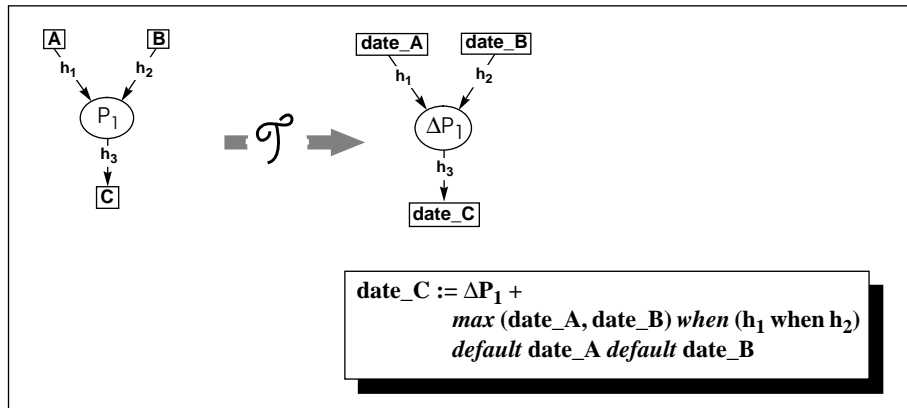 A B date_A date_B
h1 h2 h1 h2
P1 𝒯 ΔP1
h3 h3
C date_C
date_C := ΔP1 +
max (date_A, date_B) when (h1 when h2)
default date_A default date_B